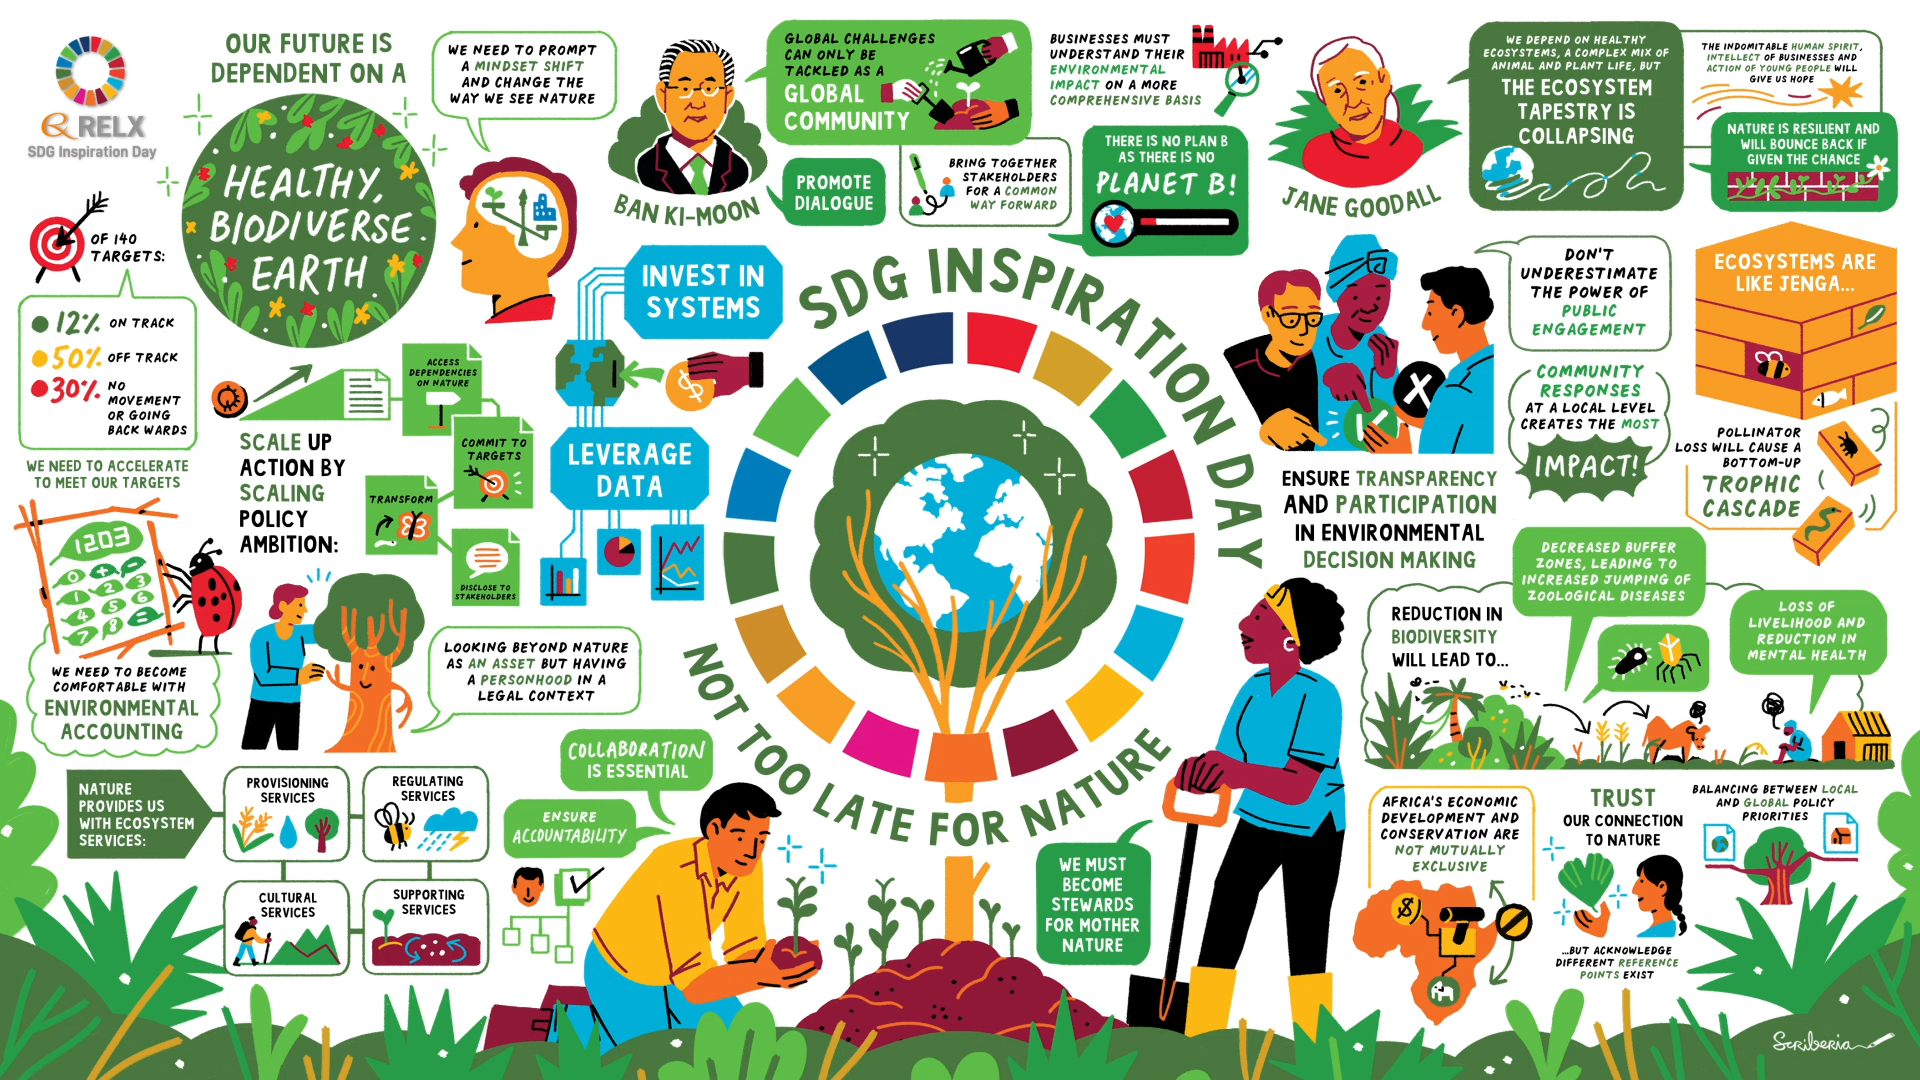 RELX
SDG Inspiration Day
OUR FUTURE IS
DEPENDENT ON A
HEALTHY,
BIODIVERSE
EARTH
WE NEED TO PROMPT
A MINDSET SHIFT
AND CHANGE THE
WAY WE SEE NATURE
BAN KI-MOON
GLOBAL CHALLENGES
CAN ONLY BE
TACKLED AS A
GLOBAL
COMMUNITY
PROMOTE
DIALOGUE
BRING TOGETHER
STAKEHOLDERS
FOR A COMMON
WAY FORWARD
BUSINESSES MUST
UNDERSTAND THEIR
ENVIRONMENTAL
IMPACT ON A MORE
COMPREHENSIVE BASIS
THERE IS NO PLAN B
AS THERE IS NO
PLANET B!
JANE GOODALL
WE DEPEND ON HEALTHY
ECOSYSTEMS, A COMPLEX MIX OF
ANIMAL AND PLANT LIFE, BUT
THE ECOSYSTEM
TAPESTRY IS
COLLAPSING
THE INDOMITABLE HUMAN SPIRIT,
INTELLECT OF BUSINESSES AND
ACTION OF YOUNG PEOPLE WILL
GIVE US HOPE
NATURE IS RESILIENT AND
WILL BOUNCE BACK IF
GIVEN THE CHANCE
OF 140
TARGETS:
12% ON TRACK
50% OFF TRACK
30% NO
MOVEMENT
OR GOING
BACK WARDS
WE NEED TO ACCELERATE
TO MEET OUR TARGETS
SCALE UP
ACTION BY
SCALING
POLICY
AMBITION:
ACCESS
DEPENDENCIES
ON NATURE
COMMIT TO
TARGETS
TRANSFORM
DISCLOSE TO
STAKEHOLDERS
INVEST IN
SYSTEMS
$
LEVERAGE
DATA
SDG INSPIRATION DAY
NOT TOO LATE FOR NATURE
X
DON'T
UNDERESTIMATE
THE POWER OF
PUBLIC
ENGAGEMENT
COMMUNITY
RESPONSES
AT A LOCAL LEVEL
CREATES THE MOST
IMPACT!
ENSURE TRANSPARENCY
AND PARTICIPATION
IN ENVIRONMENTAL
DECISION MAKING
ECOSYSTEMS ARE
LIKE JENGA...
POLLINATOR
LOSS WILL CAUSE A
BOTTOM-UP
TROPHIC
CASCADE
1203
0 + -
1 2 3
4 5 6
7 8 =
WE NEED TO BECOME
COMFORTABLE WITH
ENVIRONMENTAL
ACCOUNTING
LOOKING BEYOND NATURE
AS AN ASSET BUT HAVING
A PERSONHOOD IN A
LEGAL CONTEXT
REDUCTION IN
BIODIVERSITY
WILL LEAD TO...
DECREASED BUFFER
ZONES, LEADING TO
INCREASED JUMPING OF
ZOOLOGICAL DISEASES
LOSS OF
LIVELIHOOD AND
REDUCTION IN
MENTAL HEALTH
NATURE
PROVIDES US
WITH ECOSYSTEM
SERVICES:
PROVISIONING
SERVICES
REGULATING
SERVICES
CULTURAL
SERVICES
SUPPORTING
SERVICES
COLLABORATION
IS ESSENTIAL
ENSURE
ACCOUNTABILITY
WE MUST
BECOME
STEWARDS
FOR MOTHER
NATURE
AFRICA'S ECONOMIC
DEVELOPMENT AND
CONSERVATION ARE
NOT MUTUALLY
EXCLUSIVE
$
TRUST
OUR CONNECTION
TO NATURE
...BUT ACKNOWLEDGE
DIFFERENT REFERENCE
POINTS EXIST
BALANCING BETWEEN LOCAL
AND GLOBAL POLICY
PRIORITIES
Scriberia